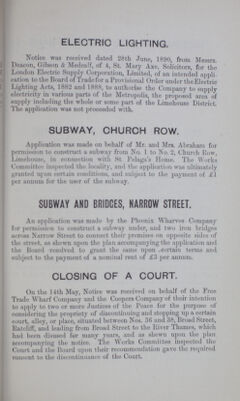 ELECTRIC LIGHTING.
Notice was received dated 28th June, 1890, from Messrs.
Deacon, Gibson & Medcalf, of 4, St. Mary Axe, Solicitors, for the
London Electric Supply Corporation, Limited, of an intended appli-
cation to the Board of Trade for a Provisional Order under the Electric
Lighting Acts, 1882 and 1888, to authorise the Company to supply
electricity in various parts of the Metropolis, the proposed area of
supply including the whole or some part of the Limehouse District.
The application was not proceeded with.
SUBWAY, CHURCH ROW.
Application was made on behalf of Mr. and Mrs. Abraham for
permission to construct a subway from No. 1 to No. 2, Church Row,
Limehouse, in connection with St. Pelaga's Home. The Works
Committee inspected the locality, and the application was ultimately
granted upon certain conditions, and subject to the payment of £1
per annum for the user of the subway.
SUBWAY AND BRIDGES, NARROW STREET.
An application was made by the Phœnix Wharves Company
for permission to construct a subway under, and two iron bridges
across Narrow Street to connect their premises on opposite sides of
the street, as shewn upon the plan accompanying the application and
the Board resolved to grant the same upon certain terms and
subject to the payment of a nominal rent of £3 per annum.
CLOSING OF A COURT.
On the 14th May, Notice was received on behalf of the Free
Trade Wharf Company and the Coopers Company of their intention
to apply to two or more Justices of the Peace for the purpose of
considering the propriety of discontinuing and stopping up a certain
court, alley, or place, situated between Nos. 36 and 38, Broad Street,
Ratcliff, and leading from Broad Street to the River Thames, which
had been disused for many years, and as shewn upon the plan
accompanying the notice. The Works Committee inspected the
Court and the Board upon their recommendation gave the required
consent to the discontinuance of the Court.